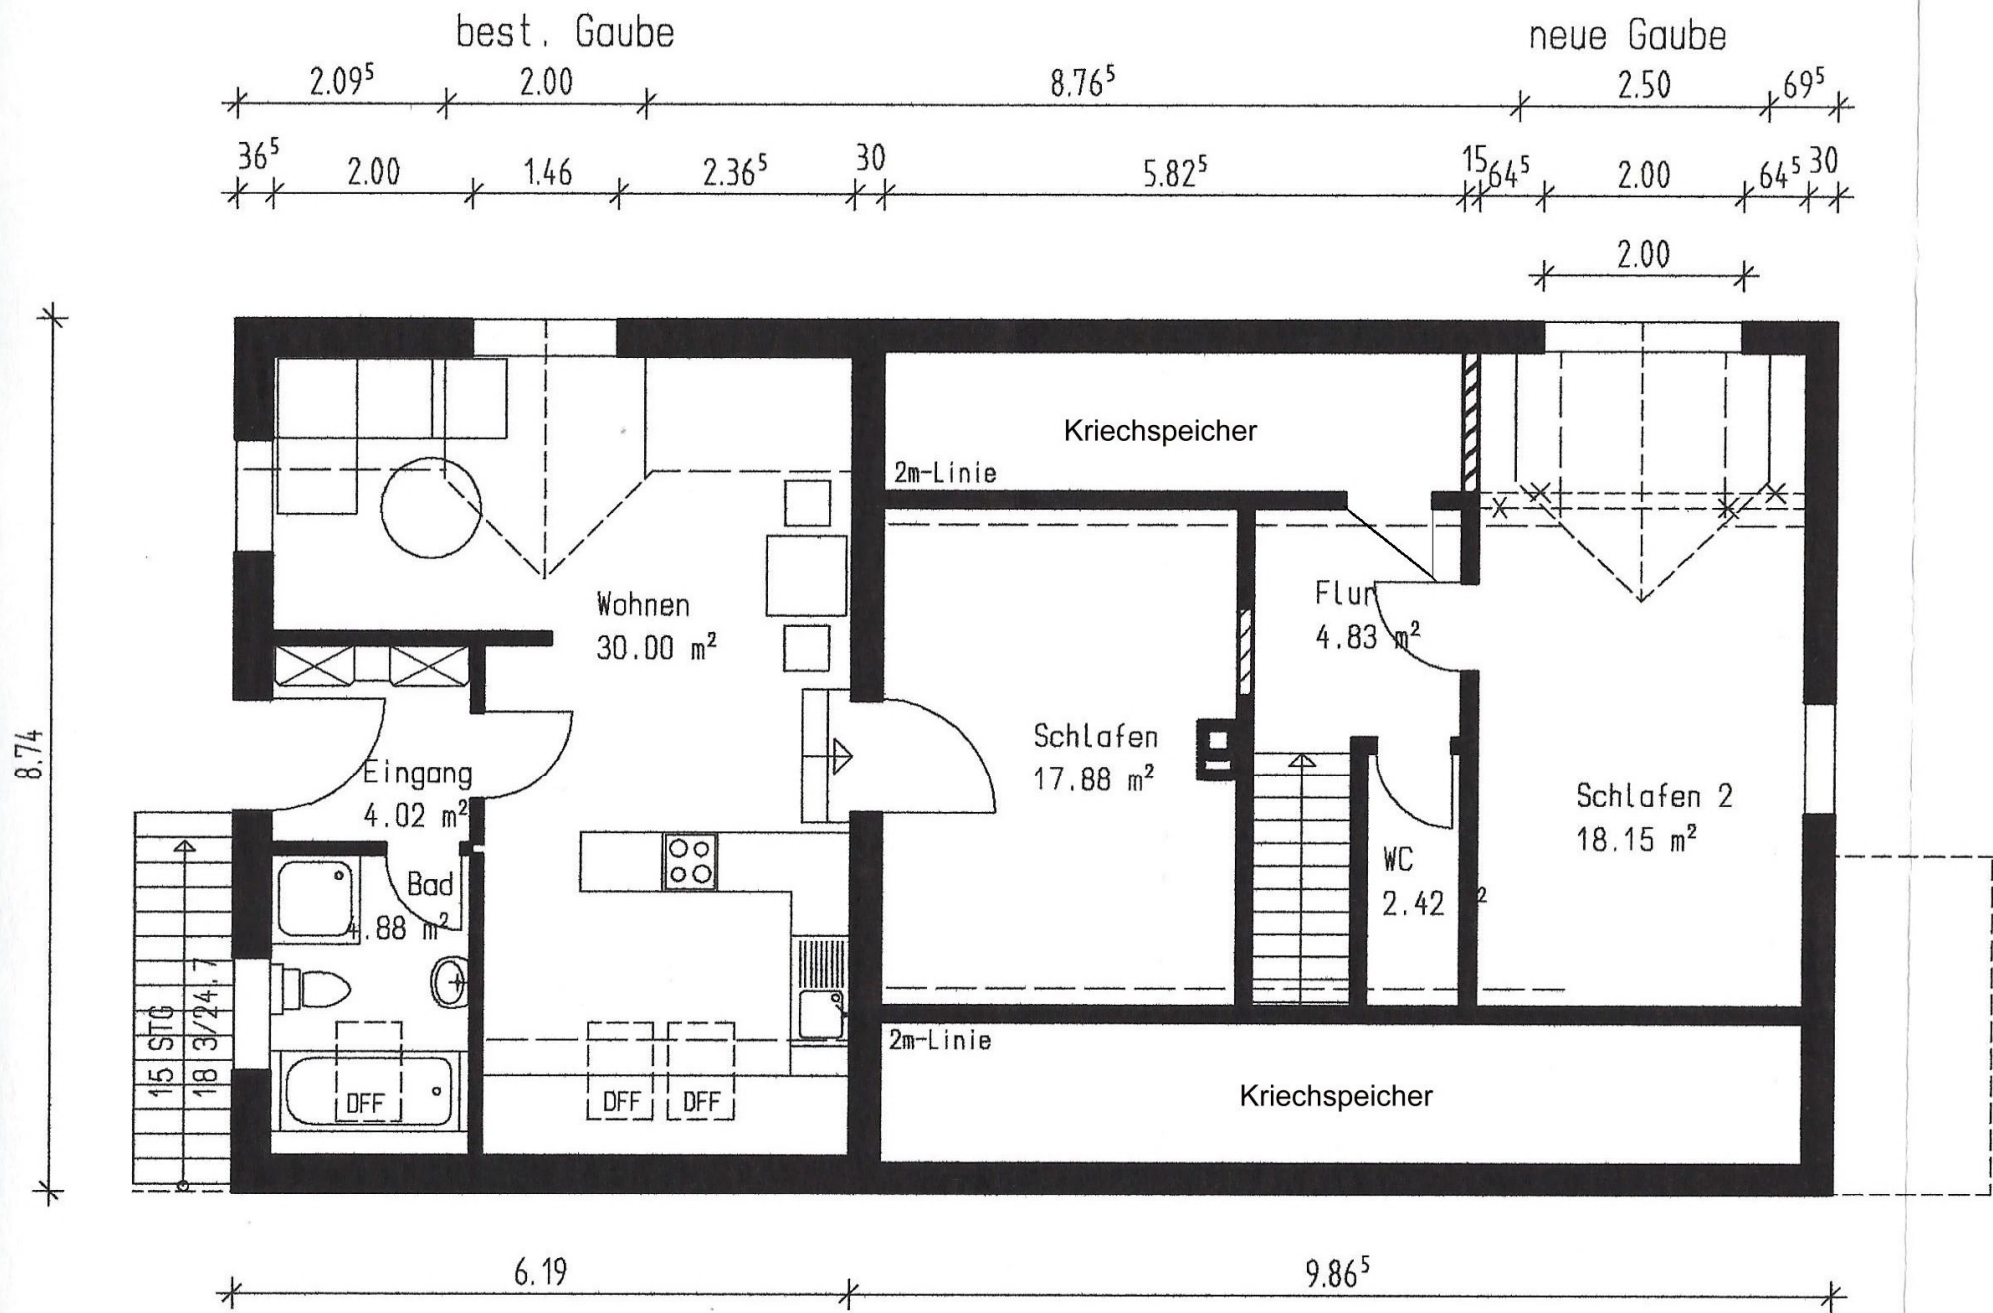 best. Gaube
neue Gaube
2.09⁵ 2.00 8.76⁵ 2.50 69⁵
36⁵ 2.00 1.46 2.36⁵ 30 5.82⁵ 15 64⁵ 2.00 64⁵ 30
2.00
Kriechspeicher
2m-Linie
Wohnen
30.00 m²
Flur
4.83 m²
8.74
Schlafen
17.88 m²
Eingang
4.02 m²
Schlafen 2
18.15 m²
Bad
4.88 m²
WC
2.42 ²
15 STG
18 3/24.7
2m-Linie
DFF
DFF
DFF
Kriechspeicher
6.19
9.86⁵